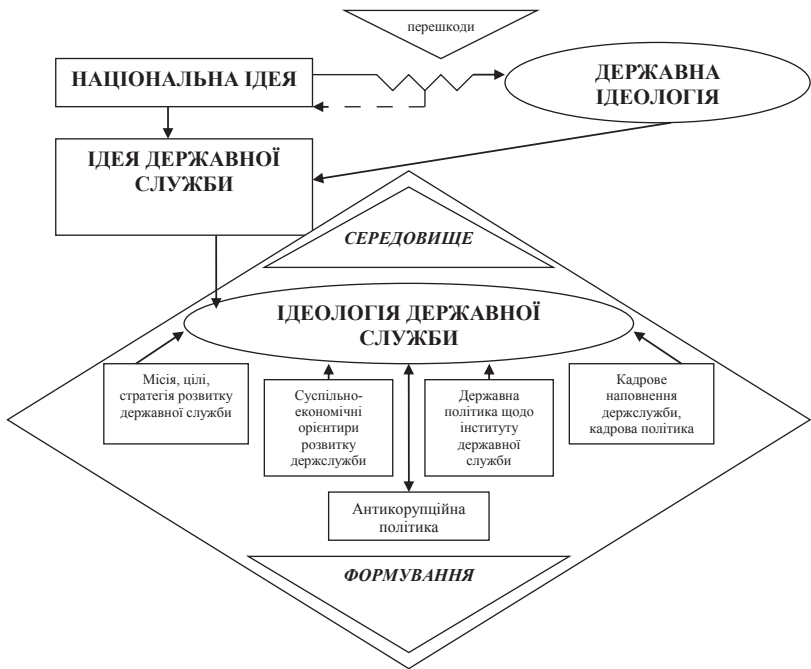 перешкоди
НАЦІОНАЛЬНА ІДЕЯ
ДЕРЖАВНА
ІДЕОЛОГІЯ
ІДЕЯ ДЕРЖАВНОЇ
СЛУЖБИ
СЕРЕДОВИЩЕ
ІДЕОЛОГІЯ ДЕРЖАВНОЇ
СЛУЖБИ
Місія, цілі,
стратегія розвитку
державної служби
Суспільно-
економічні
орієнтири
розвитку
держслужби
Державна
політика щодо
інституту
державної
служби
Кадрове
наповнення
держслужби,
кадрова політика
Антикорупційна
політика
ФОРМУВАННЯ